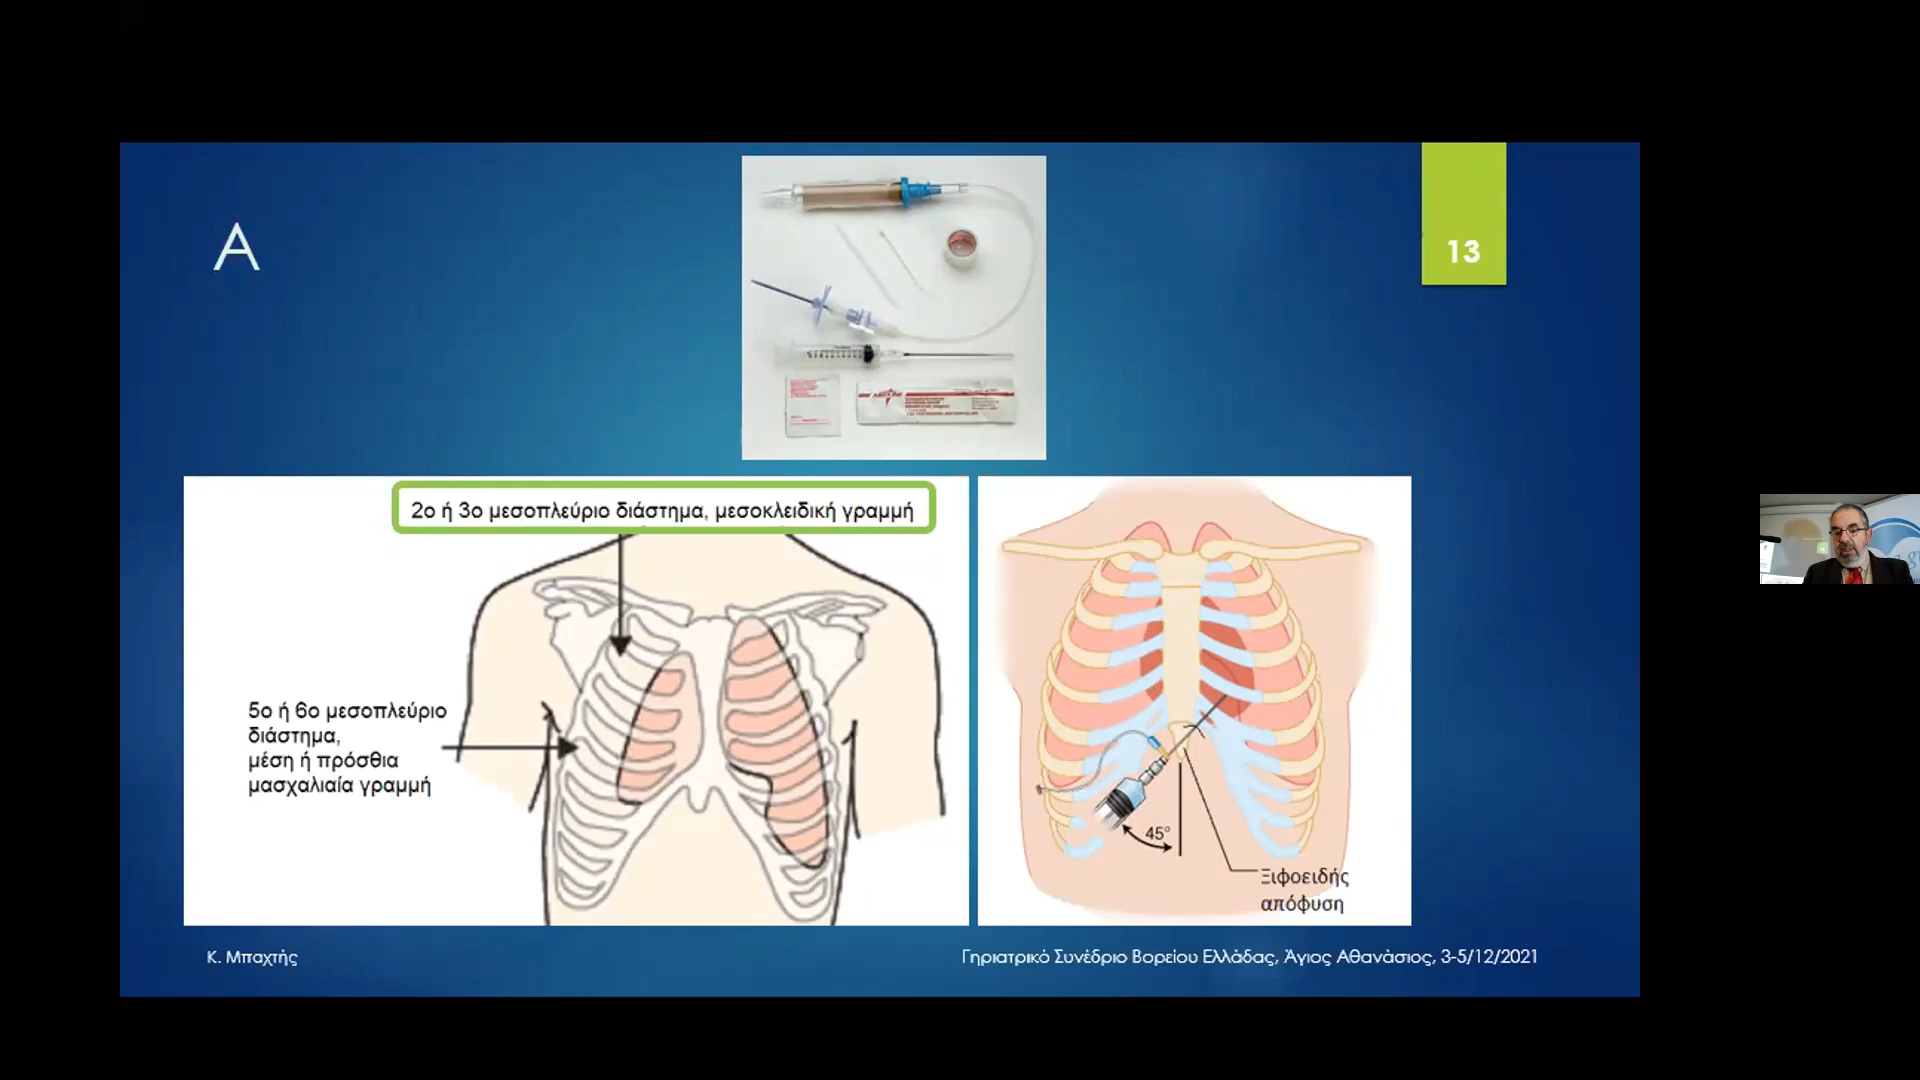 A
13
2ο ή 3ο μεσοπλεύριο διάστημα, μεσοκλειδική γραμμή
5ο ή 6ο μεσοπλεύριο
διάστημα,
μέση ή πρόσθια
μασχαλιαία γραμμή
45°
Ξιφοειδής
απόφυση
Κ. Μπαχτής
Γηριατρικό Συνέδριο Βορείου Ελλάδας, Άγιος Αθανάσιος, 3-5/12/2021